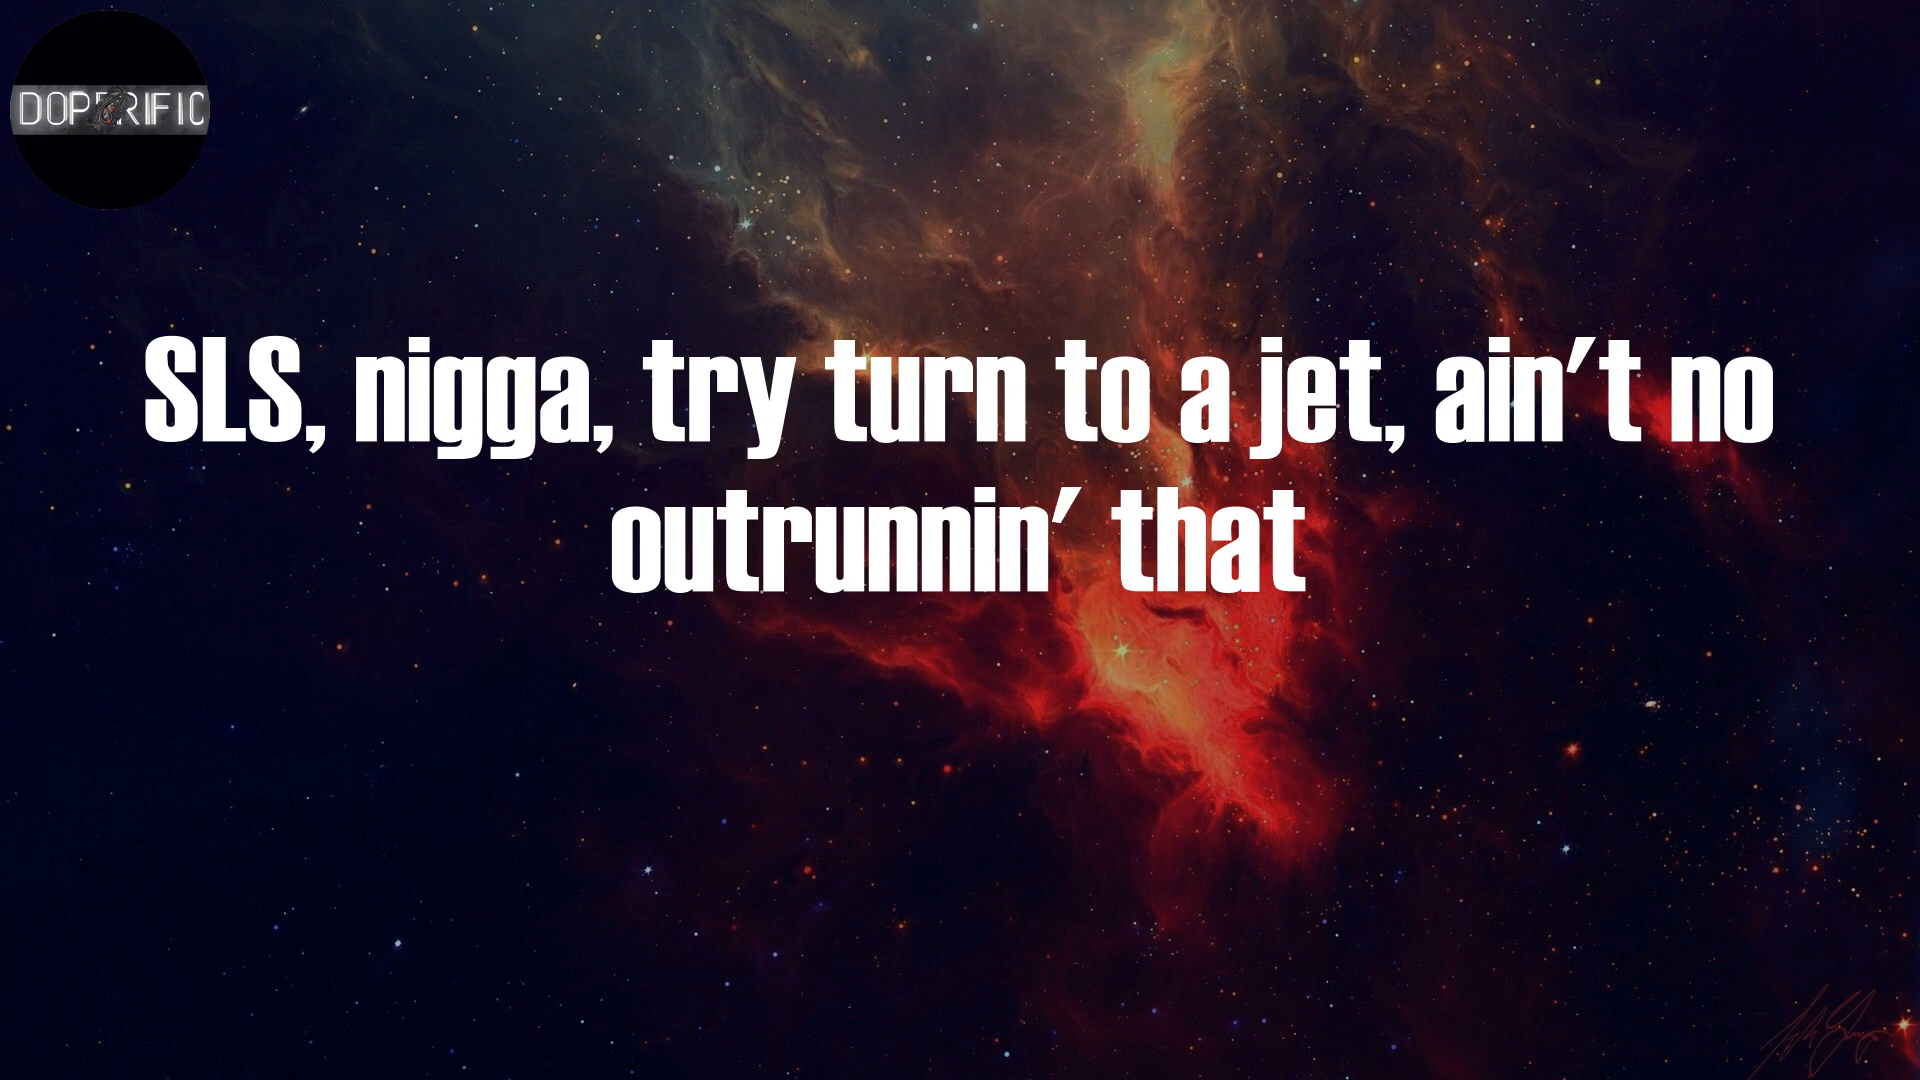 DOPERIFIC
SLS, nigga, try turn to a jet, ain't no
outrunnin' that